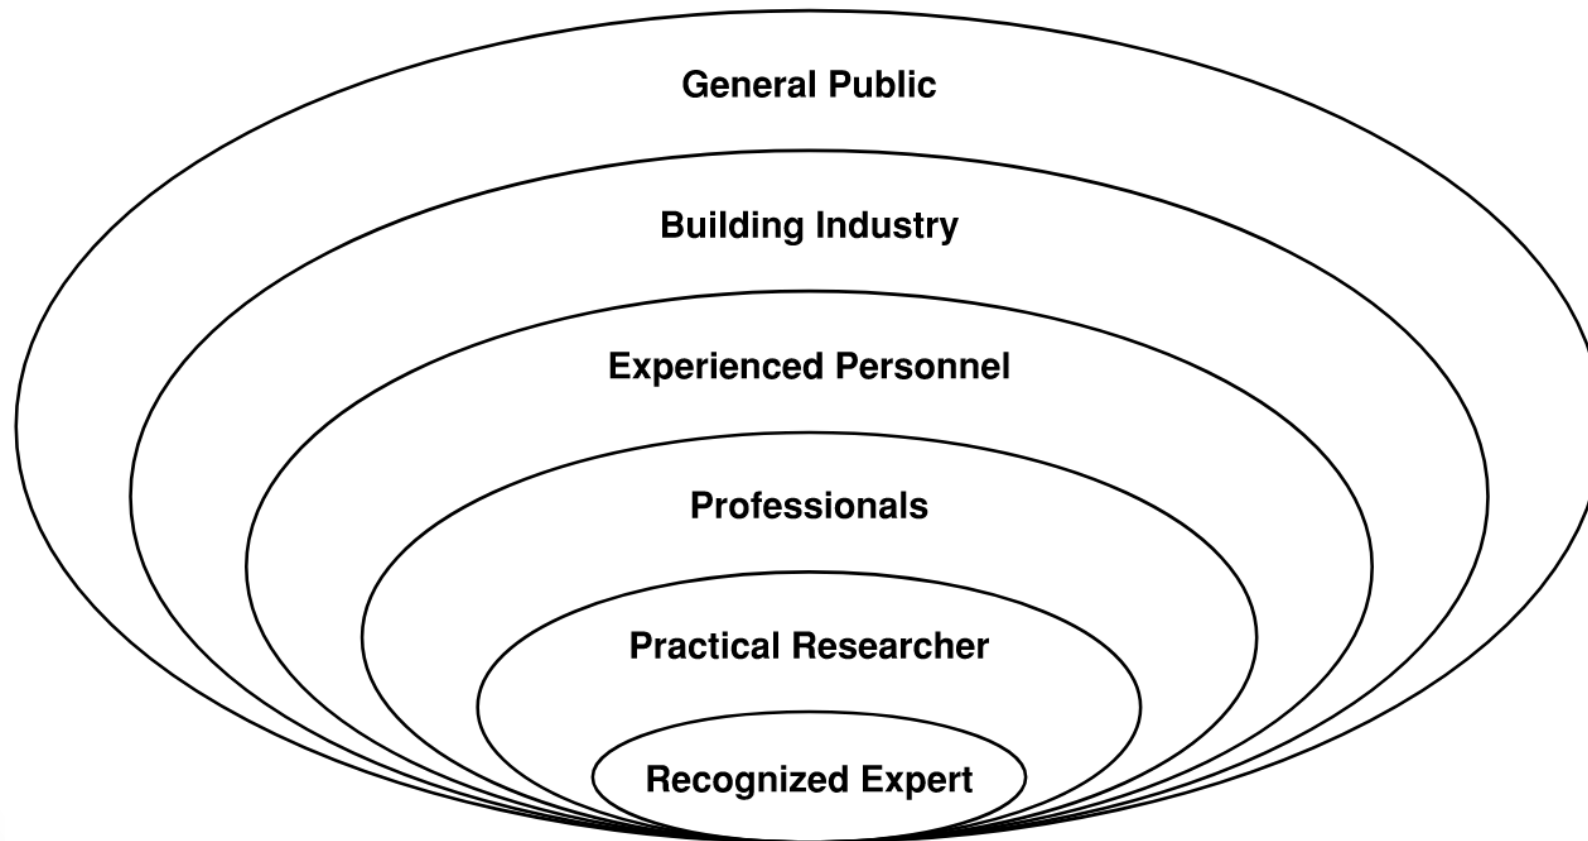 General Public
Building Industry
Experienced Personnel
Professionals
Practical Researcher
Recognized Expert